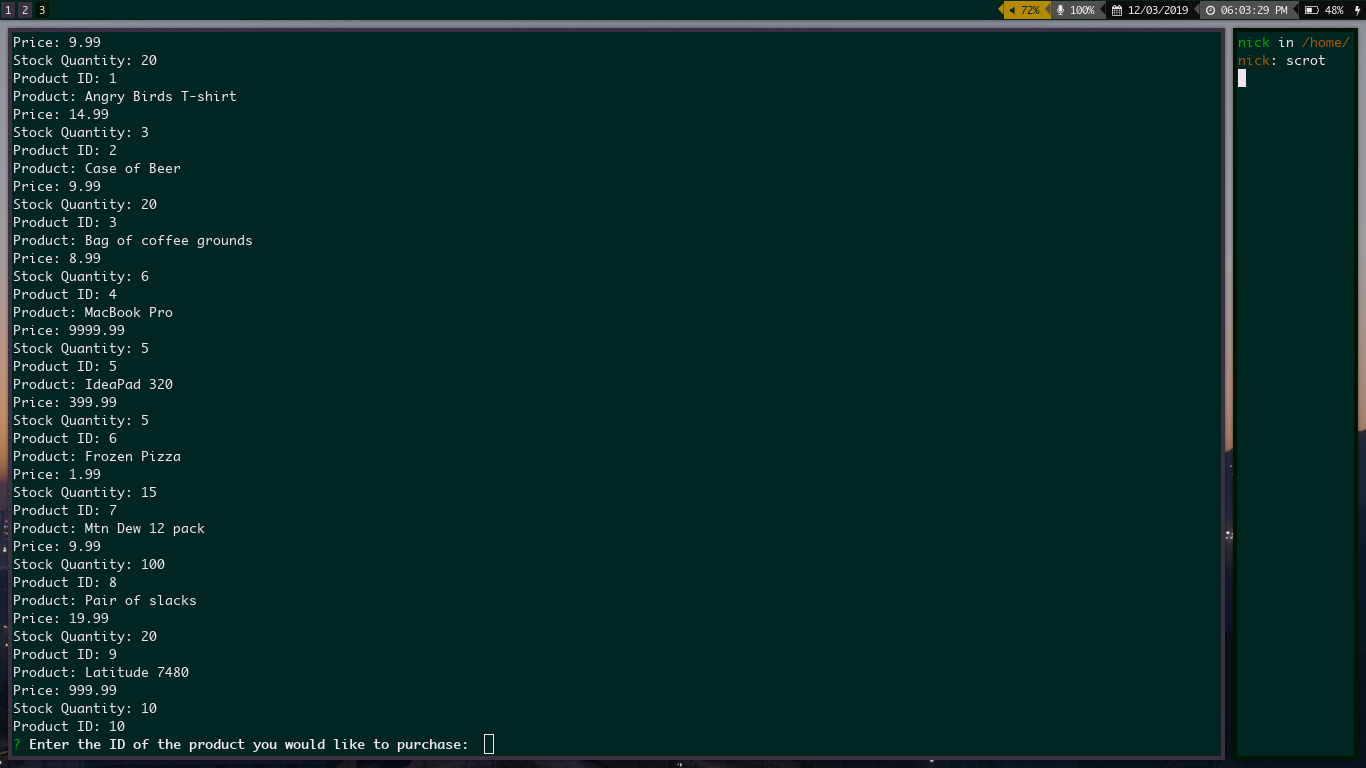 1 2 3
72% 100% 12/03/2019 06:03:29 PM 48%
Price: 9.99
Stock Quantity: 20
Product ID: 1
Product: Angry Birds T-shirt
Price: 14.99
Stock Quantity: 3
Product ID: 2
Product: Case of Beer
Price: 9.99
Stock Quantity: 20
Product ID: 3
Product: Bag of coffee grounds
Price: 8.99
Stock Quantity: 6
Product ID: 4
Product: MacBook Pro
Price: 9999.99
Stock Quantity: 5
Product ID: 5
Product: IdeaPad 320
Price: 399.99
Stock Quantity: 5
Product ID: 6
Product: Frozen Pizza
Price: 1.99
Stock Quantity: 15
Product ID: 7
Product: Mtn Dew 12 pack
Price: 9.99
Stock Quantity: 100
Product ID: 8
Product: Pair of slacks
Price: 19.99
Stock Quantity: 20
Product ID: 9
Product: Latitude 7480
Price: 999.99
Stock Quantity: 10
Product ID: 10
? Enter the ID of the product you would like to purchase:
nick in /home/
nick: scrot